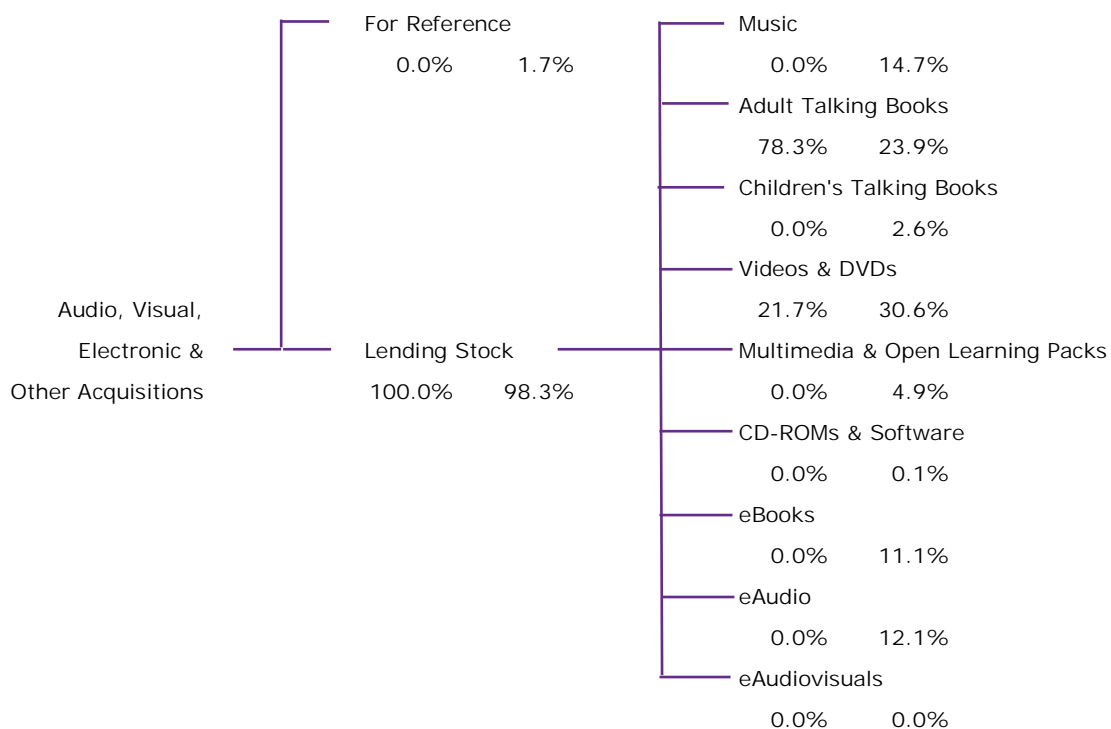 For Reference
0.0% 1.7%
Audio, Visual,
Electronic &
Other Acquisitions
Lending Stock
100.0% 98.3%
Music
0.0% 14.7%
Adult Talking Books
78.3% 23.9%
Children's Talking Books
0.0% 2.6%
Videos & DVDs
21.7% 30.6%
Multimedia & Open Learning Packs
0.0% 4.9%
CD-ROMs & Software
0.0% 0.1%
eBooks
0.0% 11.1%
eAudio
0.0% 12.1%
eAudiovisuals
0.0% 0.0%